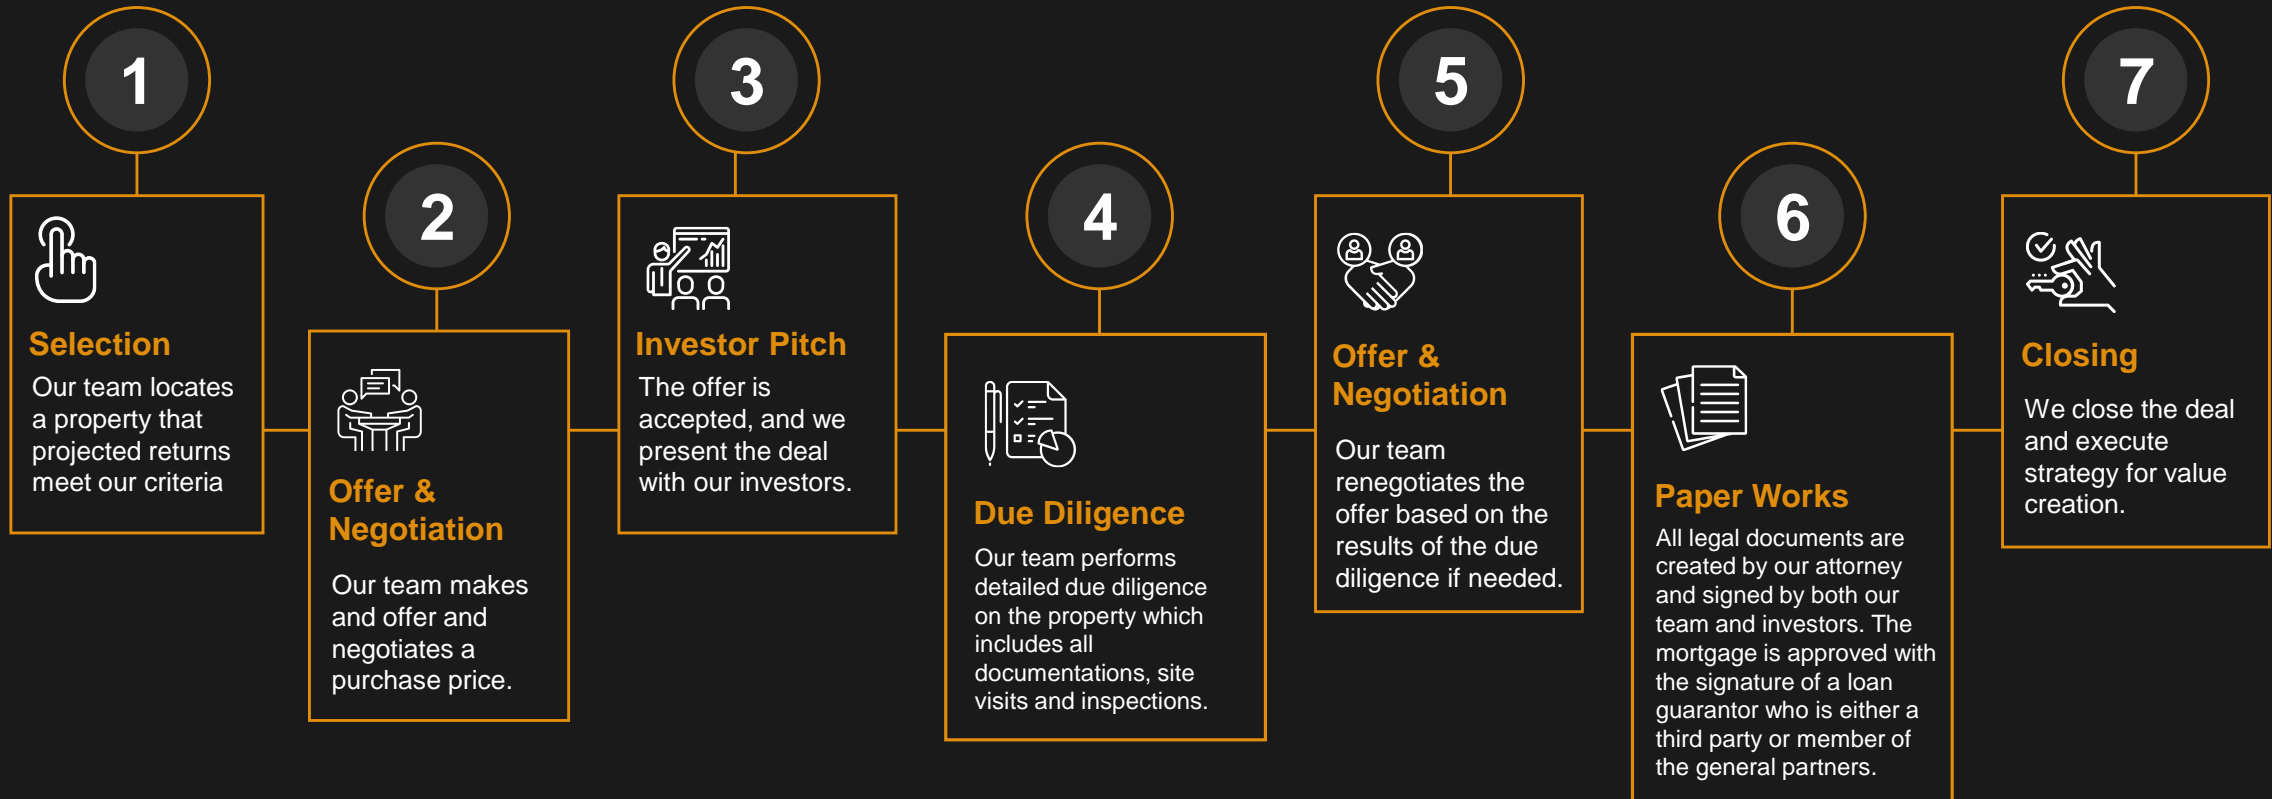 1
Selection
Our team locates
a property that
projected returns
meet our criteria
2
Offer &
Negotiation
Our team makes
and offer and
negotiates a
purchase price.
3
Investor Pitch
The offer is
accepted, and we
present the deal
with our investors.
4
Due Diligence
Our team performs
detailed due diligence
on the property which
includes all
documentations, site
visits and inspections.
5
Offer &
Negotiation
Our team
renegotiates the
offer based on the
results of the due
diligence if needed.
6
Paper Works
All legal documents are
created by our attorney
and signed by both our
team and investors. The
mortgage is approved with
the signature of a loan
guarantor who is either a
third party or member of
the general partners.
7
Closing
We close the deal
and execute
strategy for value
creation.